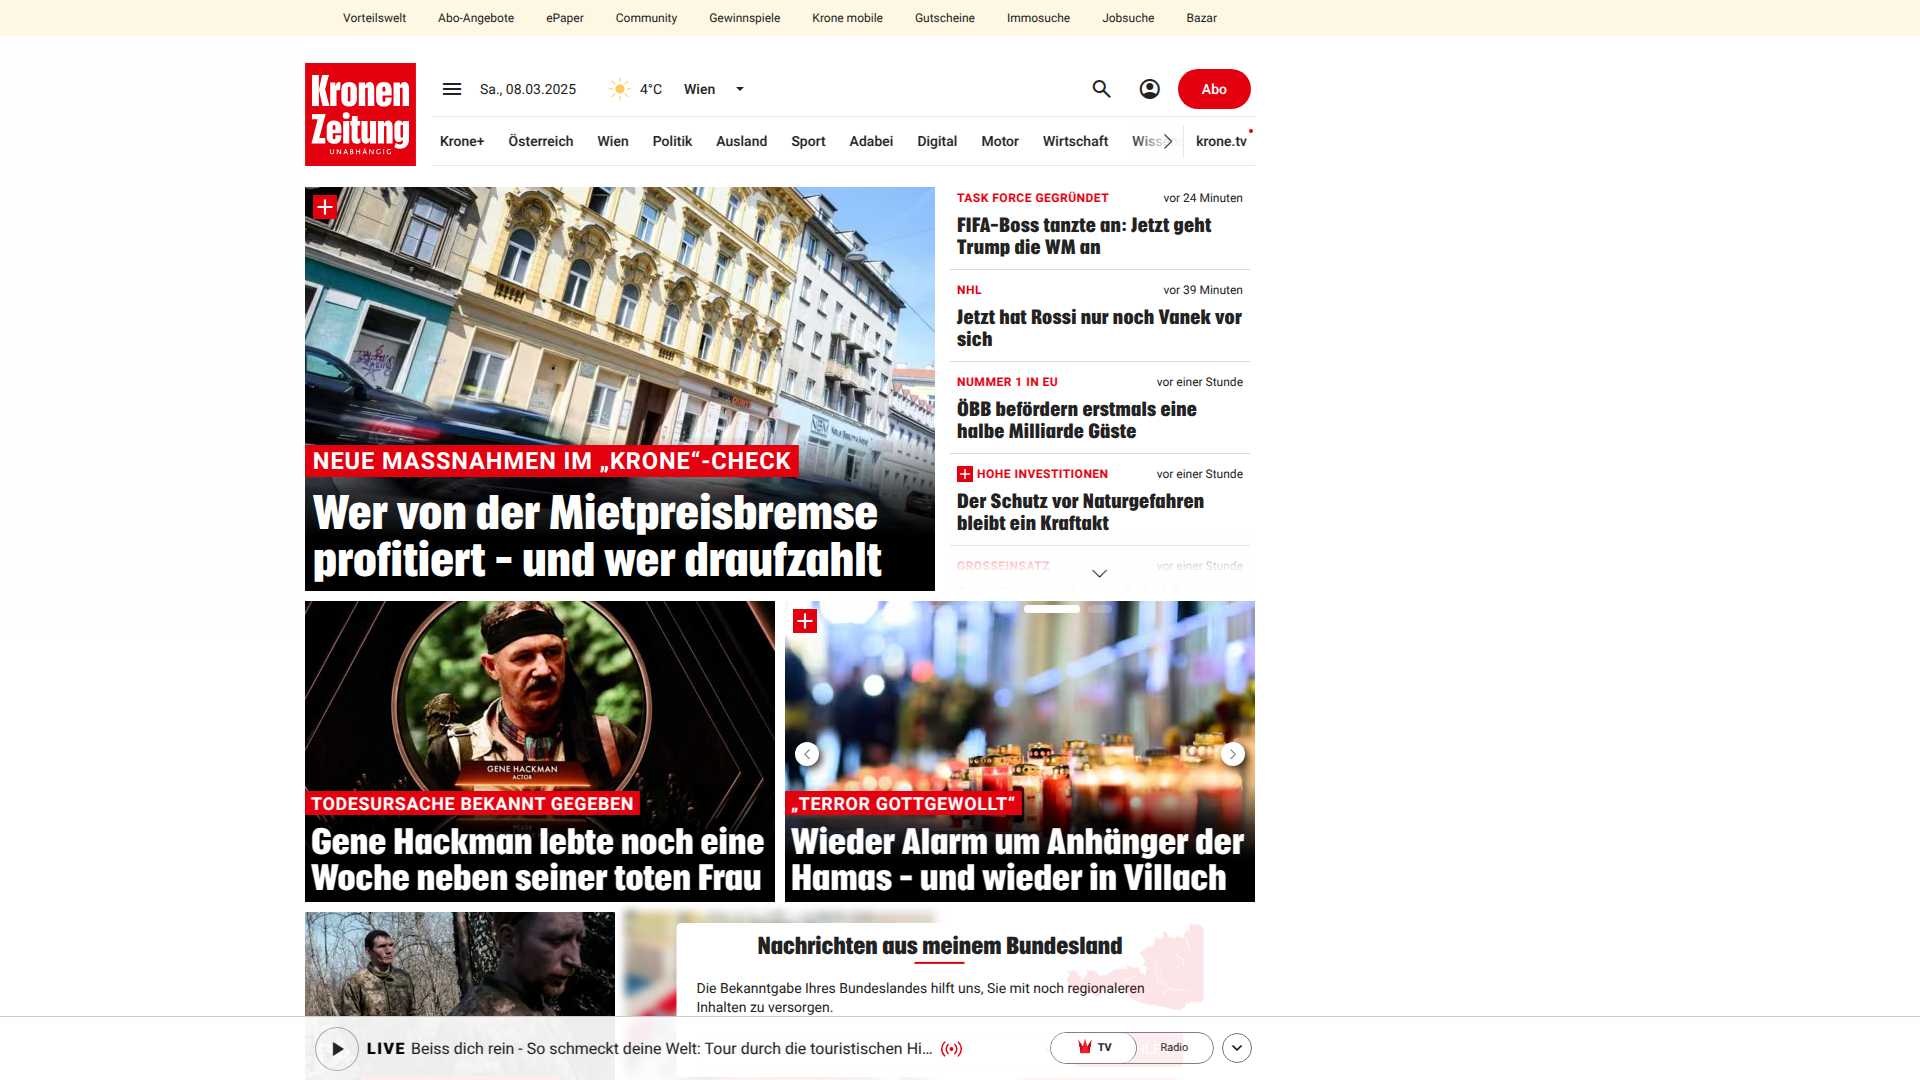 Vorteilswelt Abo-Angebote ePaper Community Gewinnspiele Krone mobile Gutscheine Immosuche Jobsuche Bazar
Kronen
Zeitung
UNABHÄNGIG
Sa., 08.03.2025 4°C Wien
Abo
Krone+ Österreich Wien Politik Ausland Sport Adabei Digital Motor Wirtschaft krone.tv
NEUE MASSNAHMEN IM „KRONE“-CHECK
Wer von der Mietpreisbremse
profitiert – und wer draufzahlt
TASK FORCE GEGRÜNDET vor 24 Minuten
FIFA-Boss tanzte an: Jetzt geht
Trump die WM an
NHL vor 39 Minuten
Jetzt hat Rossi nur noch Vanek vor
sich
NUMMER 1 IN EU vor einer Stunde
ÖBB befördern erstmals eine
halbe Milliarde Gäste
HOHE INVESTITIONEN vor einer Stunde
Der Schutz vor Naturgefahren
bleibt ein Kraftakt
GROSSEINSATZ vor einer Stunde
GENE HACKMAN
ACTOR
TODESURSACHE BEKANNT GEGEBEN
Gene Hackman lebte noch eine
Woche neben seiner toten Frau
„TERROR GOTTGEWOLLT“
Wieder Alarm um Anhänger der
Hamas – und wieder in Villach
Nachrichten aus meinem Bundesland
Die Bekanntgabe Ihres Bundeslandes hilft uns, Sie mit noch regionaleren
Inhalten zu versorgen.
LIVE Beiss dich rein - So schmeckt deine Welt: Tour durch die touristischen Hi...
TV Radio